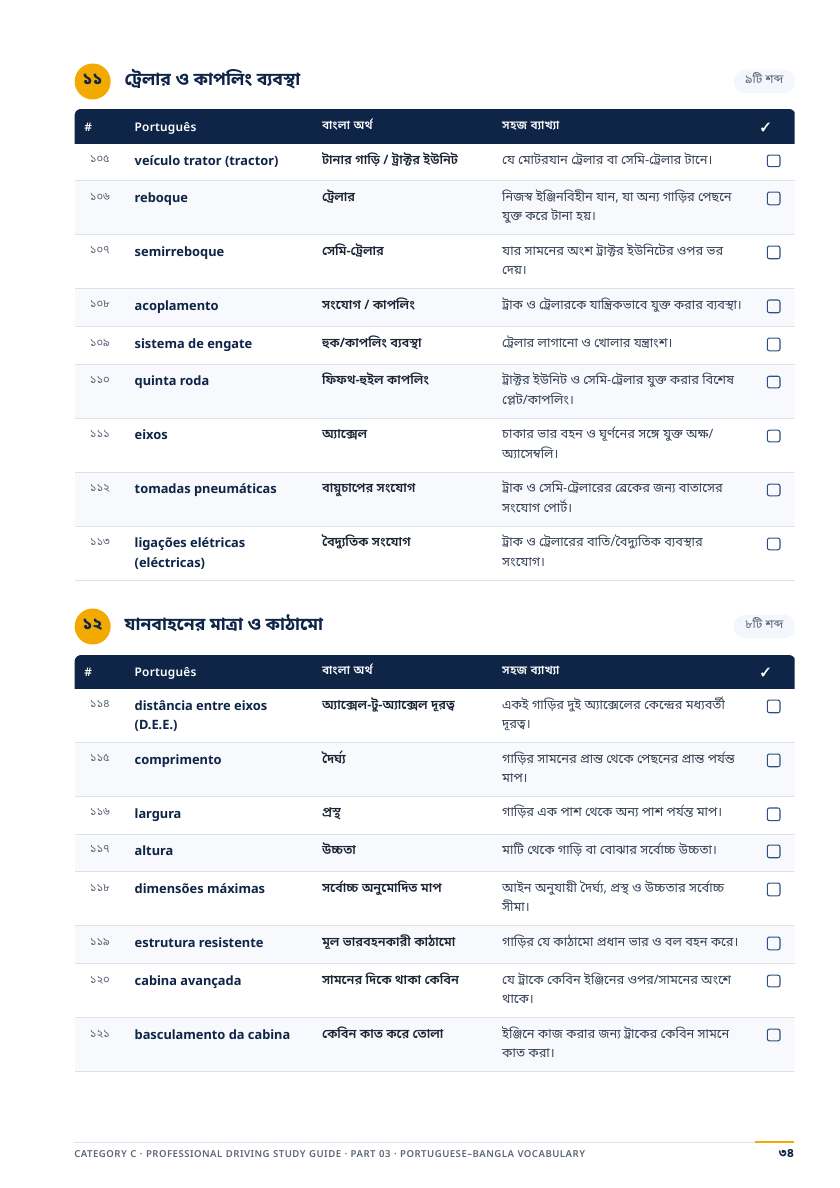 ১১ ট্রেলার ও কাপলিং ব্যবস্থা ৯টি শব্দ
# Português বাংলা অর্থ সহজ ব্যাখ্যা ✓
১০৫ veículo trator (tractor) টানার গাড়ি / ট্রাক্টর ইউনিট যে মোটরযান ট্রেলার বা সেমি-ট্রেলার টানে।
১০৬ reboque ট্রেলার নিজস্ব ইঞ্জিনবিহীন যান, যা অন্য গাড়ির পেছনে
যুক্ত করে টানা হয়।
১০৭ semirreboque সেমি-ট্রেলার যার সামনের অংশ ট্রাক্টর ইউনিটের ওপর ভর
দেয়।
১০৮ acoplamento সংযোগ / কাপলিং ট্রাক ও ট্রেলারকে যান্ত্রিকভাবে যুক্ত করার ব্যবস্থা।
১০৯ sistema de engate হুক/কাপলিং ব্যবস্থা ট্রেলার লাগানো ও খোলার যন্ত্রাংশ।
১১০ quinta roda ফিফথ-হুইল কাপলিং ট্রাক্টর ইউনিট ও সেমি-ট্রেলার যুক্ত করার বিশেষ
প্লেট/কাপলিং।
১১১ eixos অ্যাক্সেল চাকার ভার বহন ও ঘূর্ণনের সঙ্গে যুক্ত অক্ষ/
অ্যাসেম্বলি।
১১২ tomadas pneumáticas বায়ুচাপের সংযোগ ট্রাক ও সেমি-ট্রেলারের ব্রেকের জন্য বাতাসের
সংযোগ পোর্ট।
১১৩ ligações elétricas বৈদ্যুতিক সংযোগ ট্রাক ও ট্রেলারের বাতি/বৈদ্যুতিক ব্যবস্থার
(eléctricas) সংযোগ।
১২ যানবাহনের মাত্রা ও কাঠামো ৮টি শব্দ
# Português বাংলা অর্থ সহজ ব্যাখ্যা ✓
১১৪ distância entre eixos অ্যাক্সেল-টু-অ্যাক্সেল দূরত্ব একই গাড়ির দুই অ্যাক্সেলের কেন্দ্রের মধ্যবর্তী
(D.E.E.) দূরত্ব।
১১৫ comprimento দৈর্ঘ্য গাড়ির সামনের প্রান্ত থেকে পেছনের প্রান্ত পর্যন্ত
মাপ।
১১৬ largura প্রস্থ গাড়ির এক পাশ থেকে অন্য পাশ পর্যন্ত মাপ।
১১৭ altura উচ্চতা মাটি থেকে গাড়ি বা বোঝার সর্বোচ্চ উচ্চতা।
১১৮ dimensões máximas সর্বোচ্চ অনুমোদিত মাপ আইন অনুযায়ী দৈর্ঘ্য, প্রস্থ ও উচ্চতার সর্বোচ্চ
সীমা।
১১৯ estrutura resistente মূল ভারবহনকারী কাঠামো গাড়ির যে কাঠামো প্রধান ভার ও বল বহন করে।
১২০ cabina avançada সামনের দিকে থাকা কেবিন যে ট্রাকে কেবিন ইঞ্জিনের ওপর/সামনের অংশে
থাকে।
১২১ basculamento da cabina কেবিন কাত করে তোলা ইঞ্জিনে কাজ করার জন্য ট্রাকের কেবিন সামনে
কাত করা।
CATEGORY C · PROFESSIONAL DRIVING STUDY GUIDE · PART 03 · PORTUGUESE–BANGLA VOCABULARY ৩৪